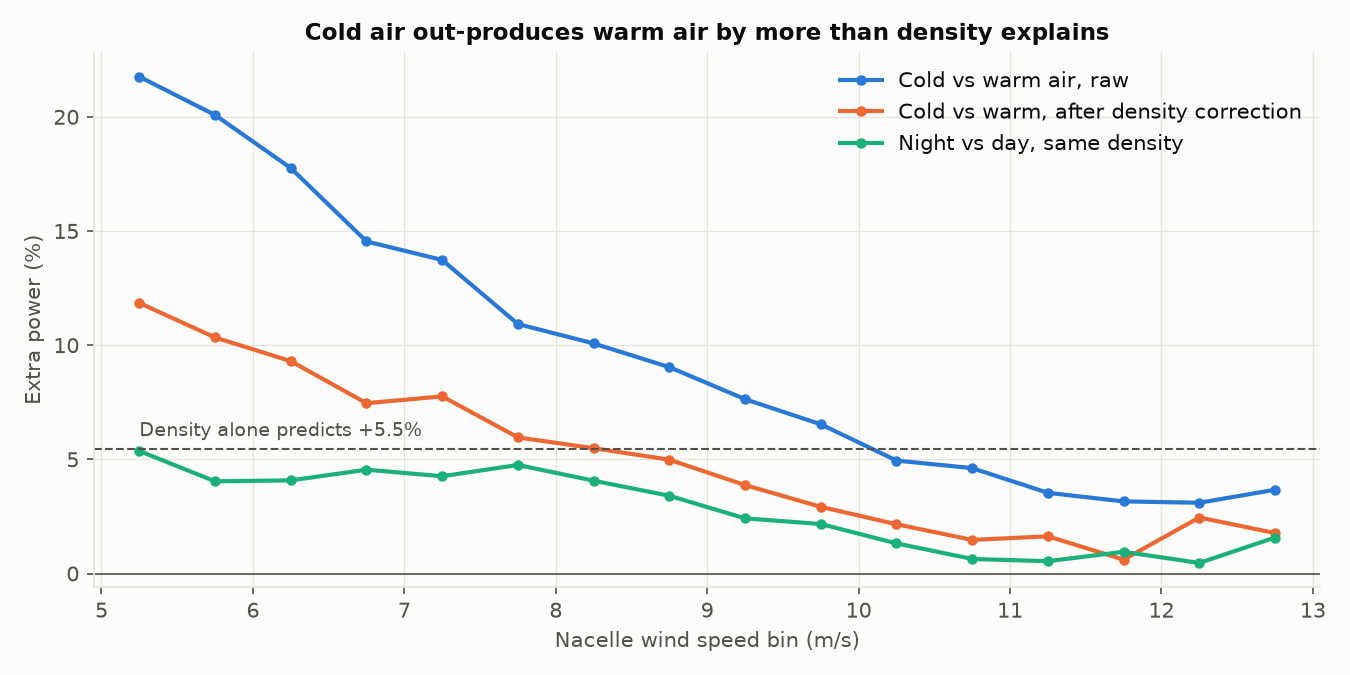 Cold air out-produces warm air by more than density explains
Cold vs warm air, raw
Cold vs warm, after density correction
Night vs day, same density
Extra power (%)
20
15
10
5
0
Density alone predicts +5.5%
5 6 7 8 9 10 11 12 13
Nacelle wind speed bin (m/s)